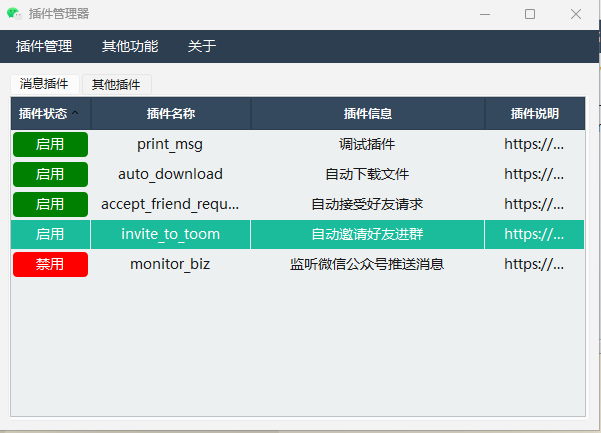 插件管理器
插件管理 其他功能 关于
消息插件 其他插件
插件状态 插件名称 插件信息 插件说明
启用 print_msg 调试插件 https://...
启用 auto_download 自动下载文件 https://...
启用 accept_friend_requ... 自动接受好友请求 https://...
启用 invite_to_toom 自动邀请好友进群 https://...
禁用 monitor_biz 监听微信公众号推送消息 https://...